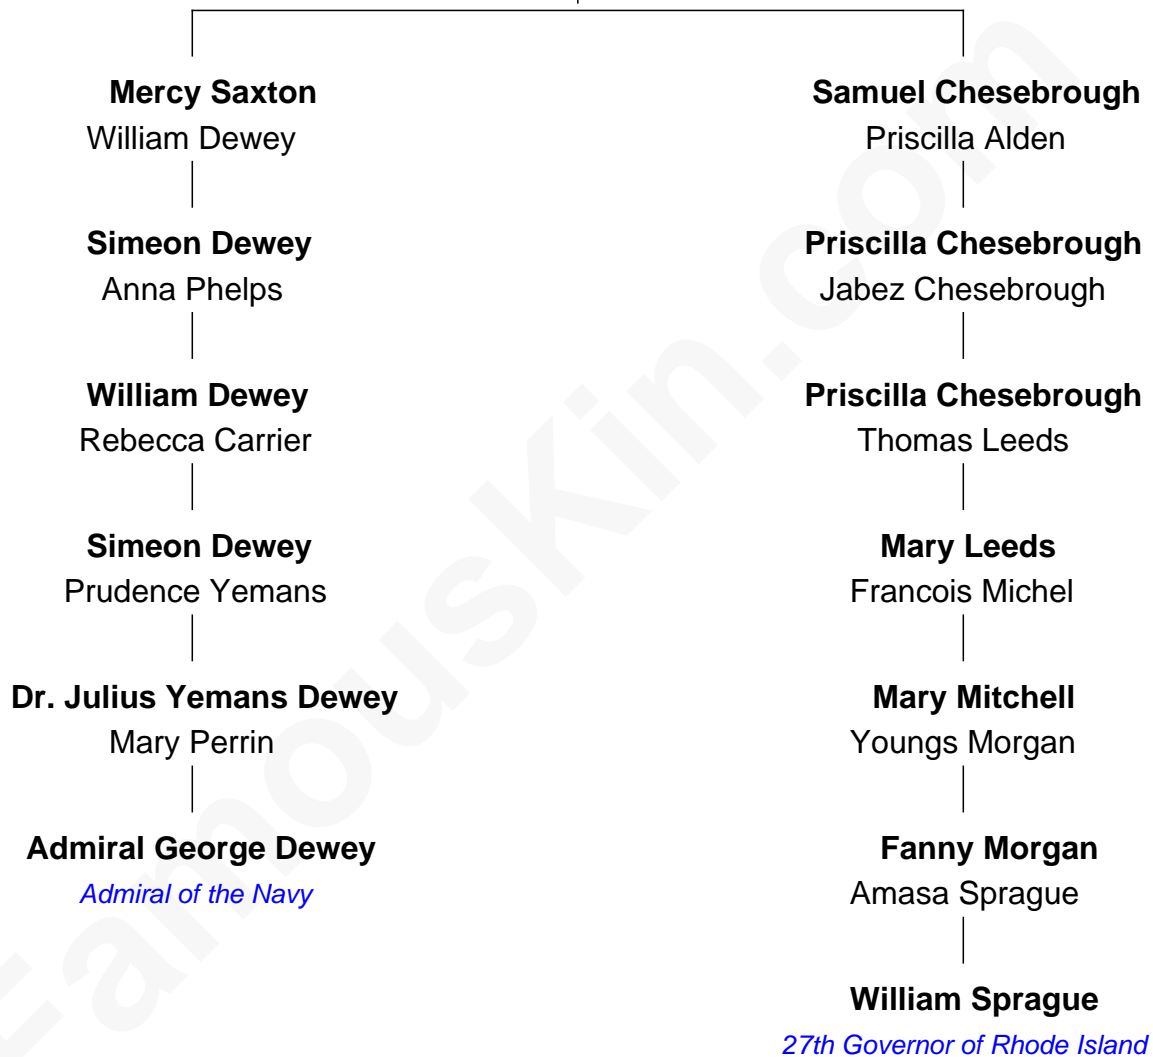 Mercy Saxton
William Dewey
Simeon Dewey
Anna Phelps
William Dewey
Rebecca Carrier
Simeon Dewey
Prudence Yemans
Dr. Julius Yemans Dewey
Mary Perrin
Admiral George Dewey
Admiral of the Navy
Samuel Chesebrough
Priscilla Alden
Priscilla Chesebrough
Jabez Chesebrough
Priscilla Chesebrough
Thomas Leeds
Mary Leeds
Francois Michel
Mary Mitchell
Youngs Morgan
Fanny Morgan
Amasa Sprague
William Sprague
27th Governor of Rhode Island
FamousKin.com